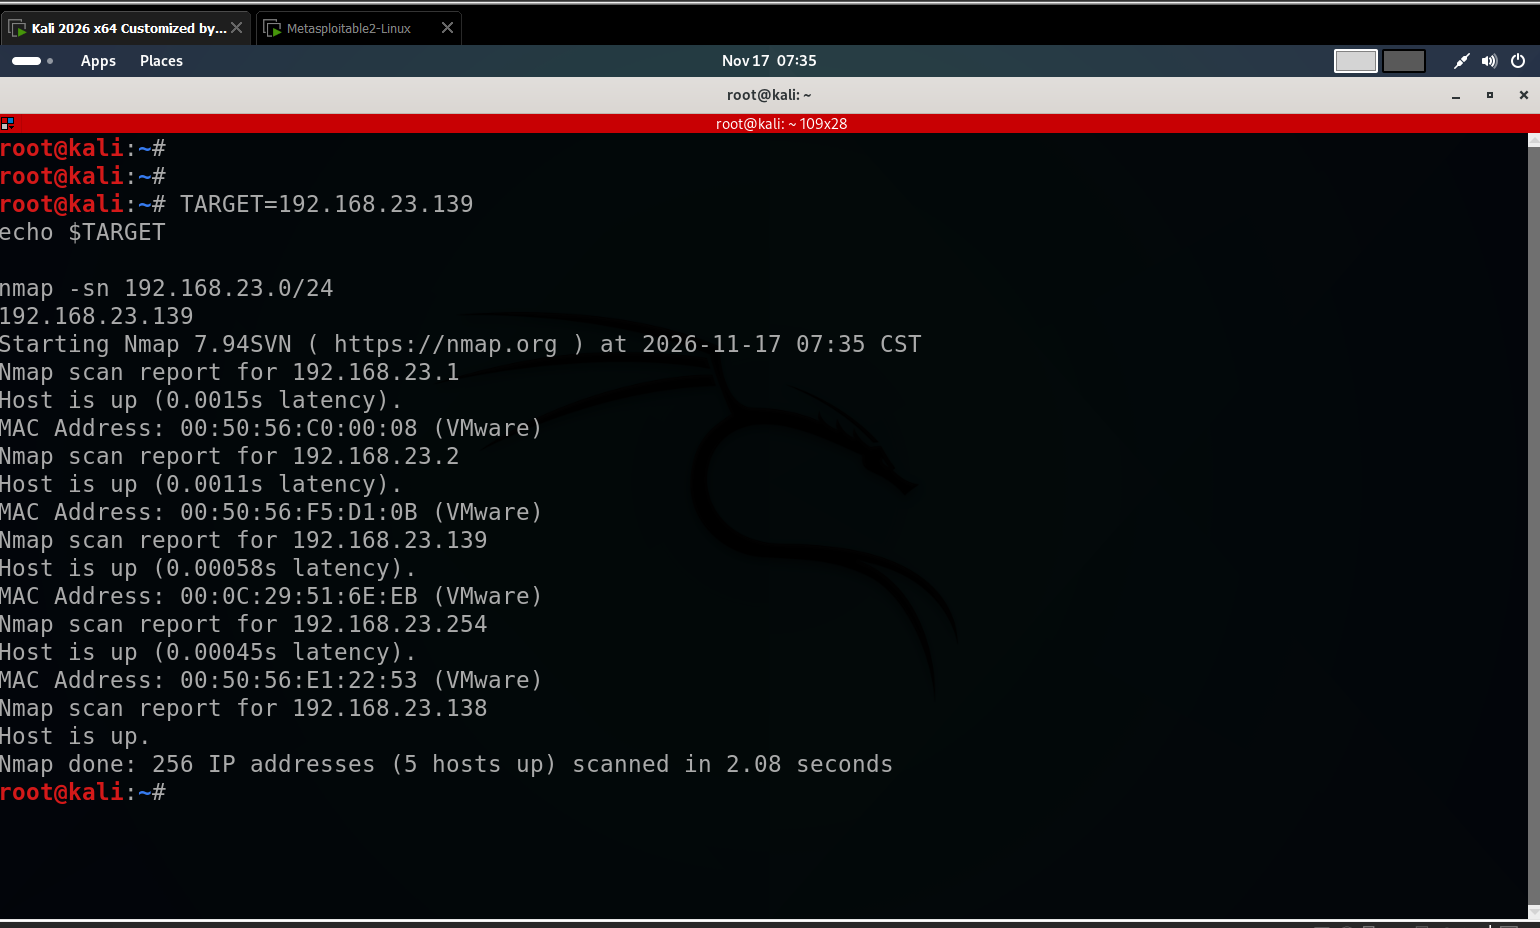 Kali 2026 x64 Customized by...
Metasploitable2-Linux
Apps Places Nov 17 07:35
root@kali: ~
root@kali: ~ 109x28
root@kali:~#
root@kali:~#
root@kali:~# TARGET=192.168.23.139
echo $TARGET
nmap -sn 192.168.23.0/24
192.168.23.139
Starting Nmap 7.94SVN ( https://nmap.org ) at 2026-11-17 07:35 CST
Nmap scan report for 192.168.23.1
Host is up (0.0015s latency).
MAC Address: 00:50:56:C0:00:08 (VMware)
Nmap scan report for 192.168.23.2
Host is up (0.0011s latency).
MAC Address: 00:50:56:F5:D1:0B (VMware)
Nmap scan report for 192.168.23.139
Host is up (0.00058s latency).
MAC Address: 00:0C:29:51:6E:EB (VMware)
Nmap scan report for 192.168.23.254
Host is up (0.00045s latency).
MAC Address: 00:50:56:E1:22:53 (VMware)
Nmap scan report for 192.168.23.138
Host is up.
Nmap done: 256 IP addresses (5 hosts up) scanned in 2.08 seconds
root@kali:~#